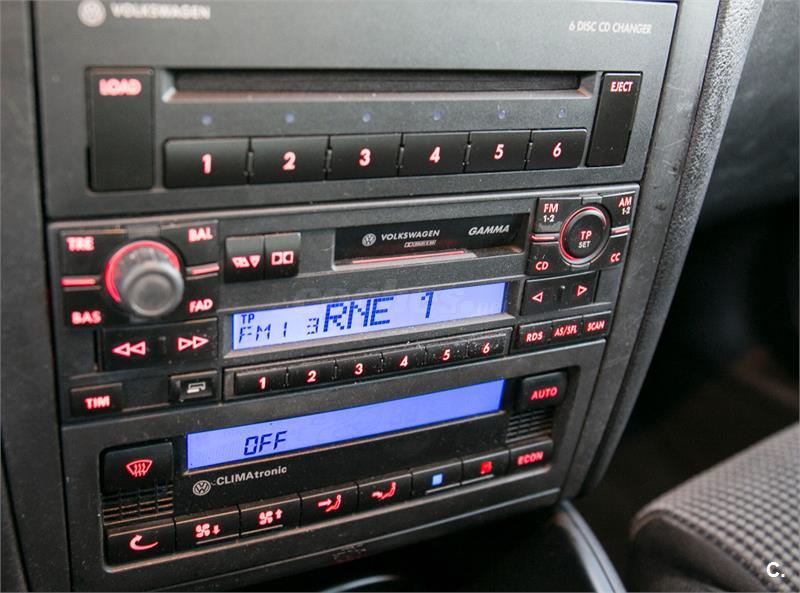 VOLKSWAGEN
6 DISC CD CHANGER
LOAD
EJECT
1 2 3 4 5 6
TRE BAL
BAS FAD
VOLKSWAGEN GAMMA
FM 1-2
AM 1-2
TP SET
CD CC
TP
FM1 3 RNE 1
1 2 3 4 5 6
RDS AS/SFL SCAN
TIM
OFF
AUTO
CLIMAtronic
ECON
C.